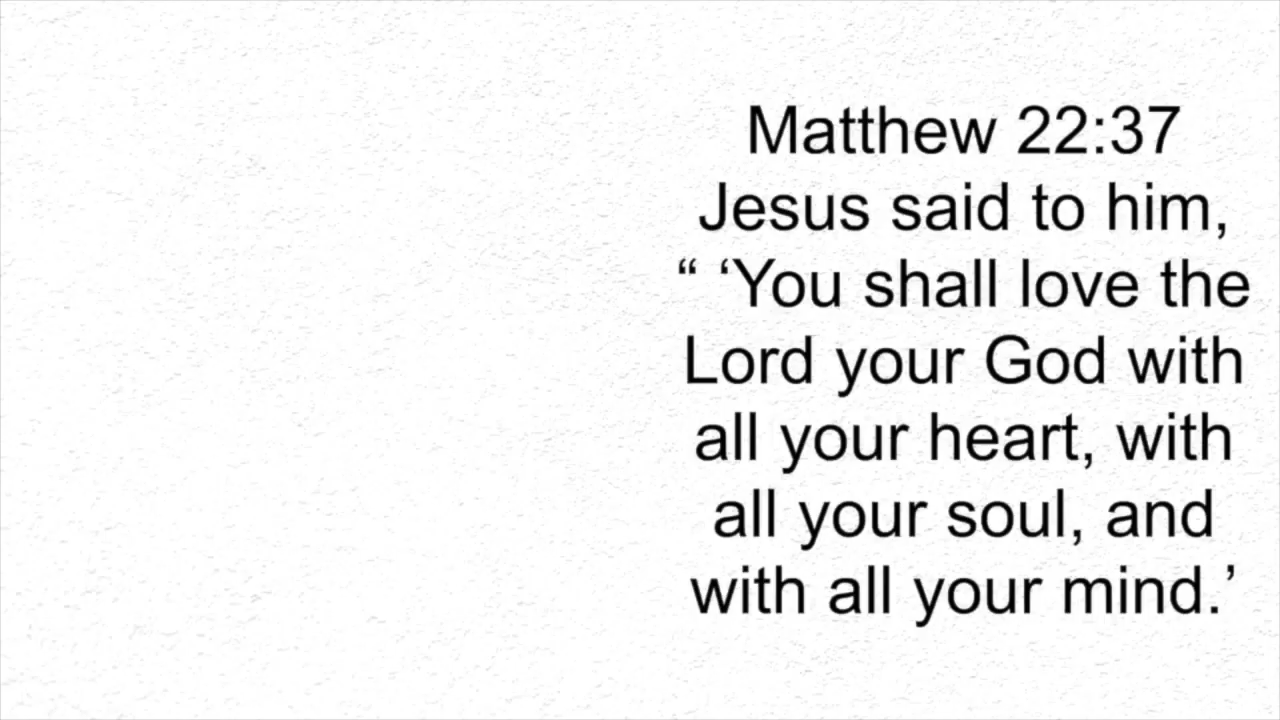 Matthew 22:37
Jesus said to him,
“ ‘You shall love the
Lord your God with
all your heart, with
all your soul, and
with all your mind.’